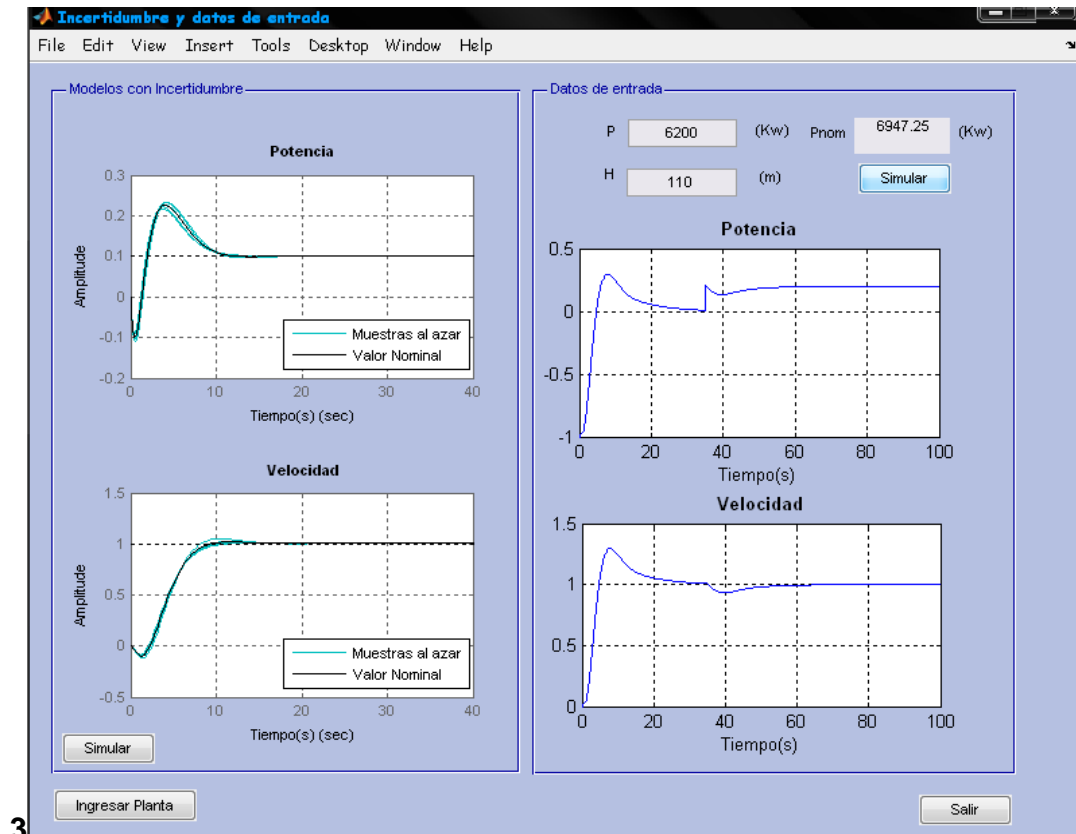 Incertidumbre y datos de entrada
File Edit View Insert Tools Desktop Window Help
Modelos con Incertidumbre
Potencia
0.3
0.2
0.1
0
-0.1
-0.2
Amplitude
Muestras al azar
Valor Nominal
0 10 20 30 40
Tiempo(s) (sec)
Velocidad
1.5
1
0.5
0
-0.5
Amplitude
Muestras al azar
Valor Nominal
0 10 20 30 40
Tiempo(s) (sec)
Simular
Datos de entrada
P 6200 (Kw) Pnom 6947.25 (Kw)
H 110 (m) Simular
Potencia
0.5
0
-0.5
-1
0 20 40 60 80 100
Tiempo(s)
Velocidad
1.5
1
0.5
0
0 20 40 60 80 100
Tiempo(s)
Ingresar Planta
Salir
3